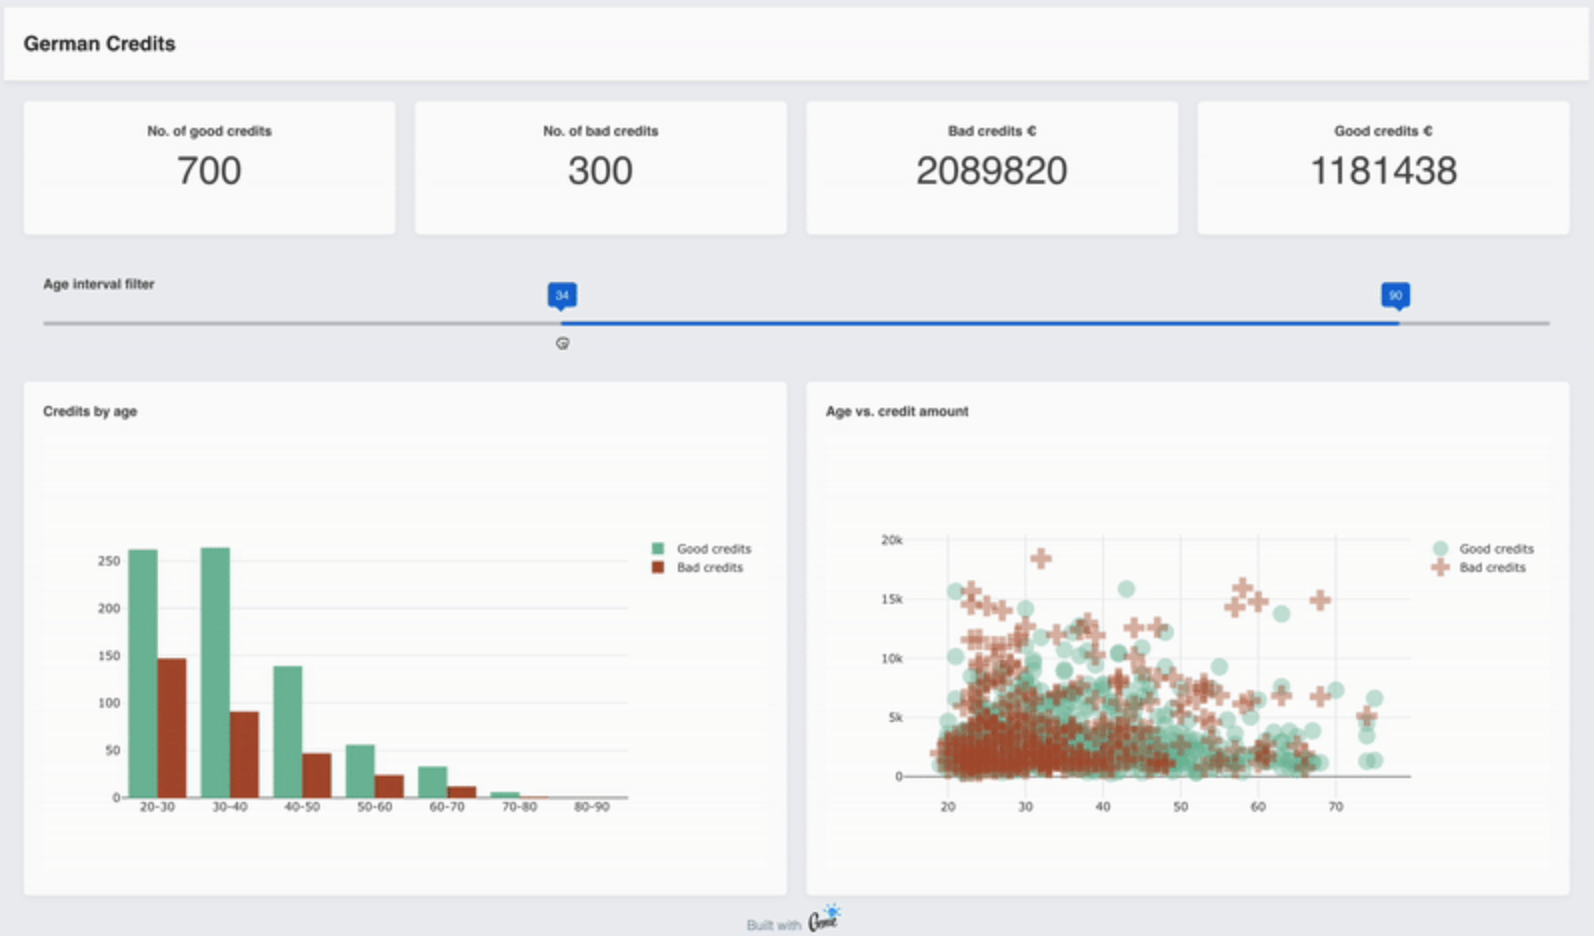 German Credits
No. of good credits
700
No. of bad credits
300
Bad credits €
2089820
Good credits €
1181438
Age interval filter
34
90
Credits by age
250
200
150
100
50
0
20-30 30-40 40-50 50-60 60-70 70-80 80-90
Good credits
Bad credits
Age vs. credit amount
20k
15k
10k
5k
0
20 30 40 50 60 70
Good credits
Bad credits
Built with Genie